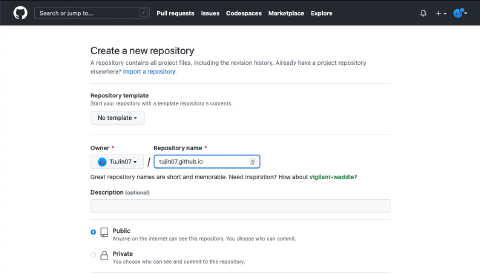 Search or jump to... /
Pull requests Issues Codespaces Marketplace Explore
Create a new repository
A repository contains all project files, including the revision history. Already have a project repository
elsewhere? Import a repository.
Repository template
Start your repository with a template repository's contents.
No template
Owner * Repository name *
TuJin07 / tujin07.github.io
Great repository names are short and memorable. Need inspiration? How about vigilant-waddle?
Description (optional)
Public
Anyone on the internet can see this repository. You choose who can commit.
Private
You choose who can see and commit to this repository.